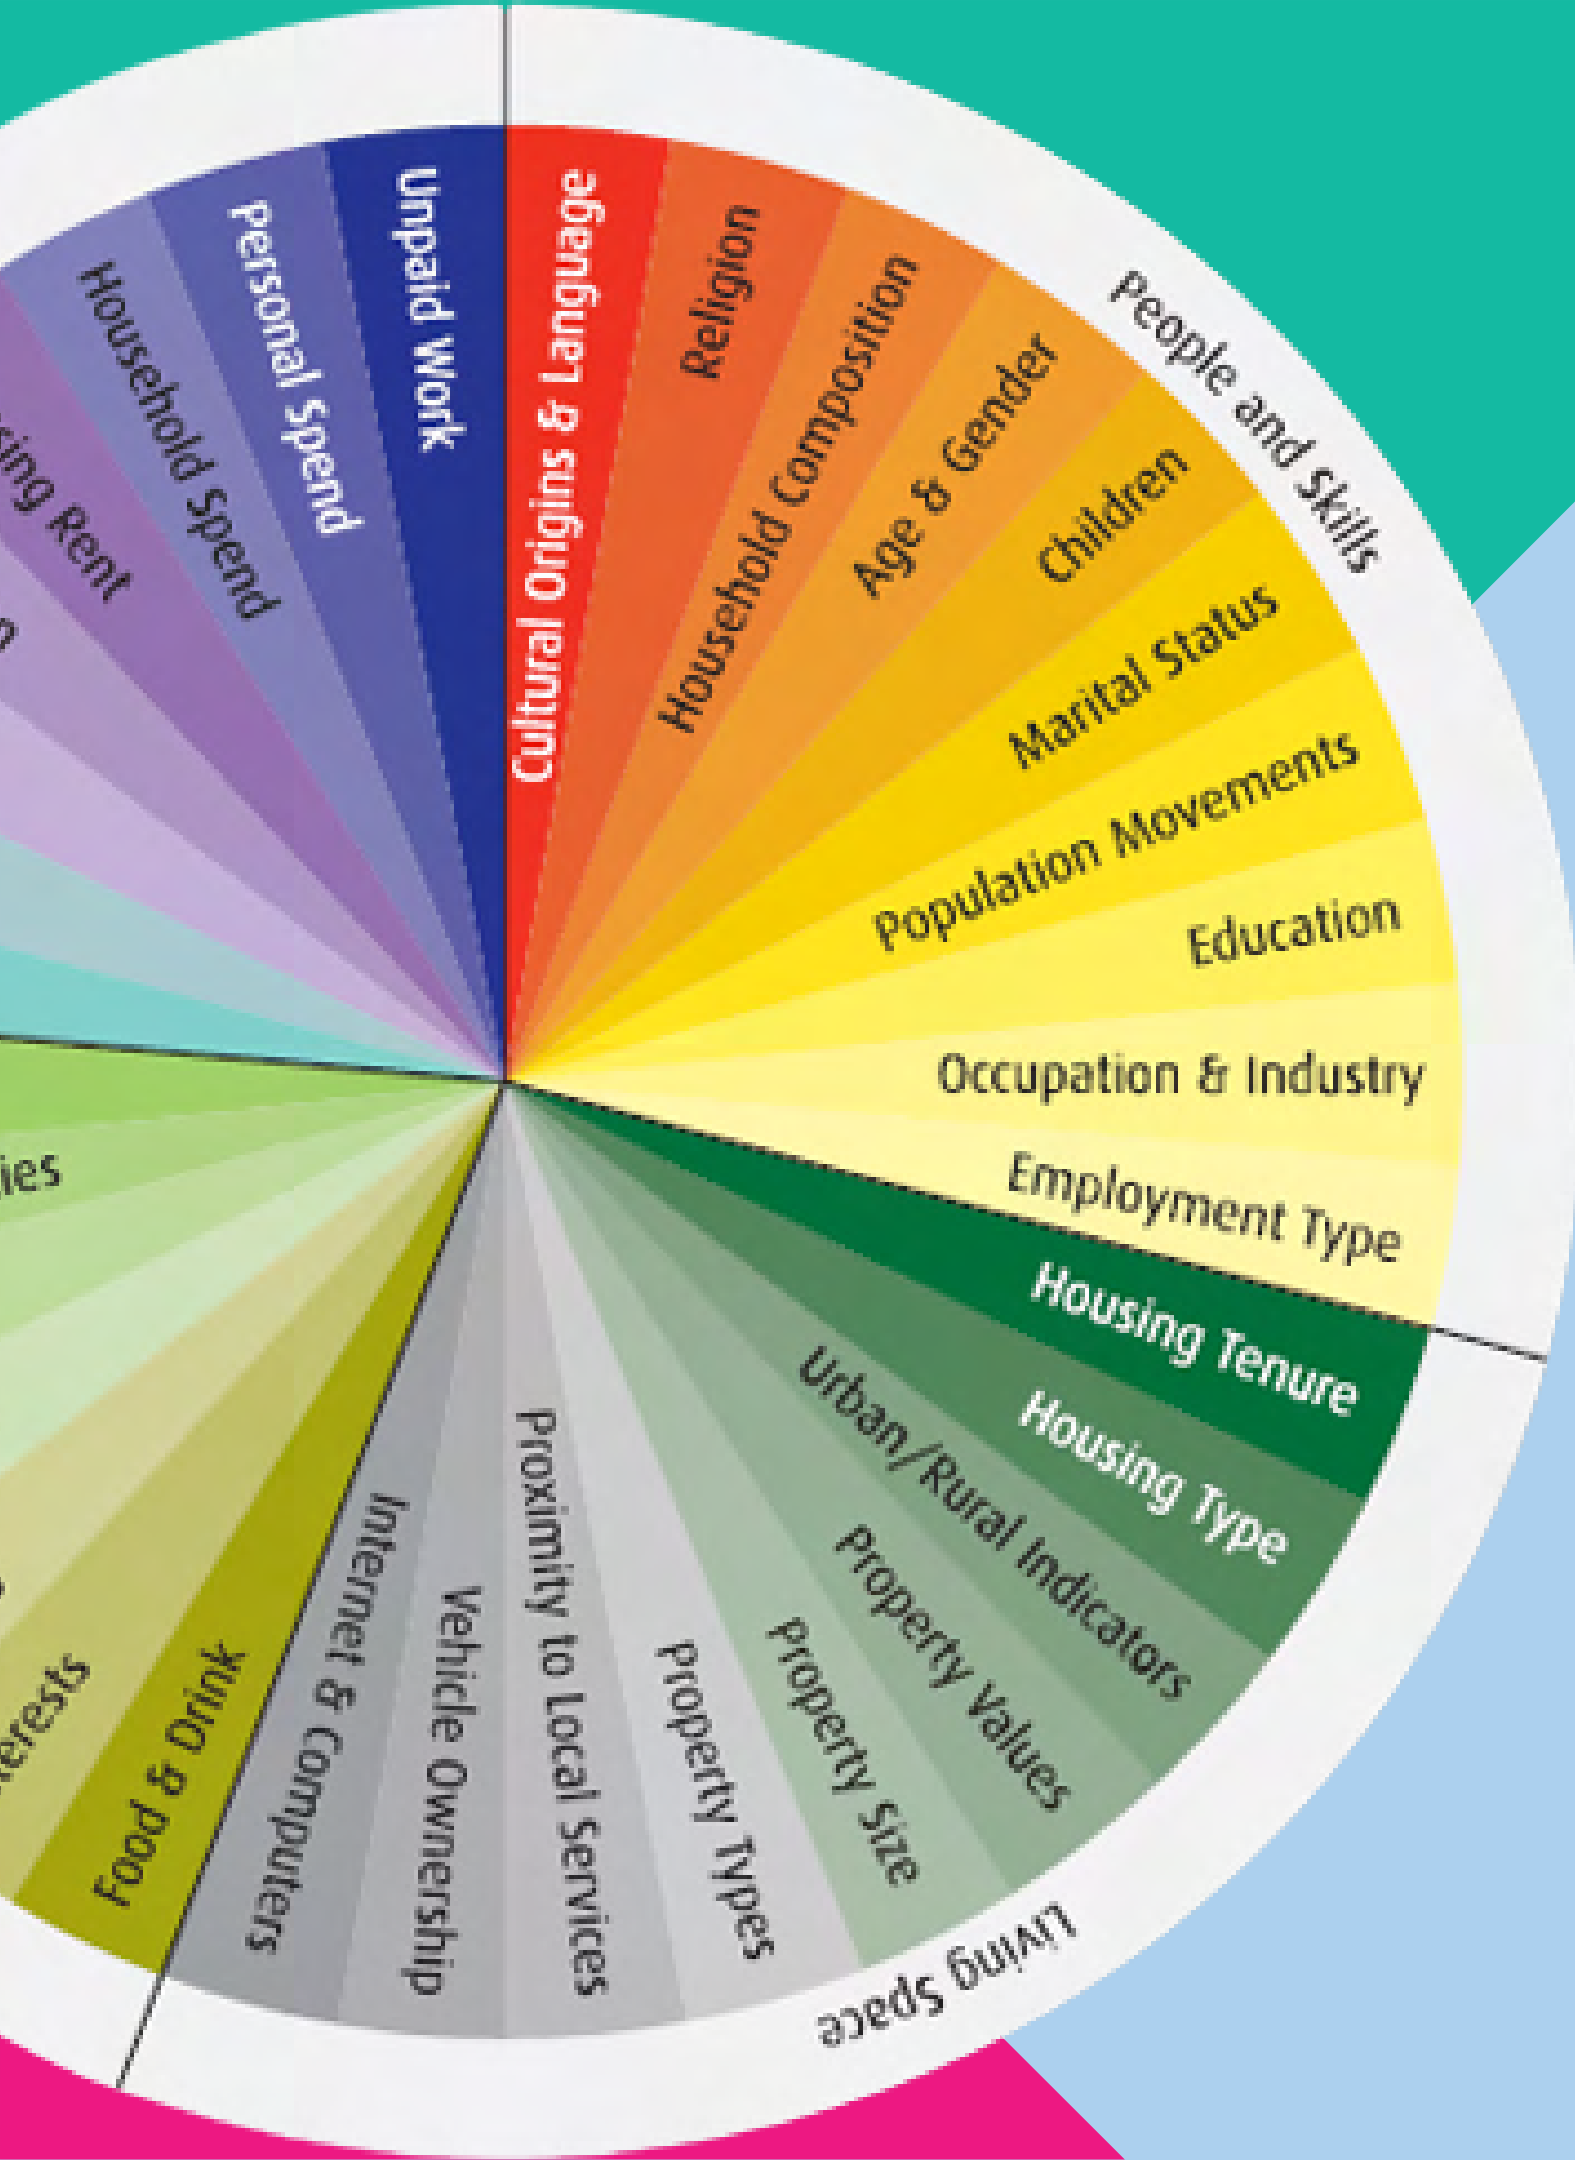 People and Skills
Cultural Origins & Language
Religion
Household Composition
Age & Gender
Children
Marital Status
Population Movements
Education
Occupation & Industry
Employment Type
Living Space
Housing Tenure
Housing Type
Urban/Rural Indicators
Property Values
Property Size
Property Types
Proximity to Local Services
Vehicle Ownership
Internet & Computers
Food & Drink
Rent
Household Spend
Personal Spend
Unpaid Work